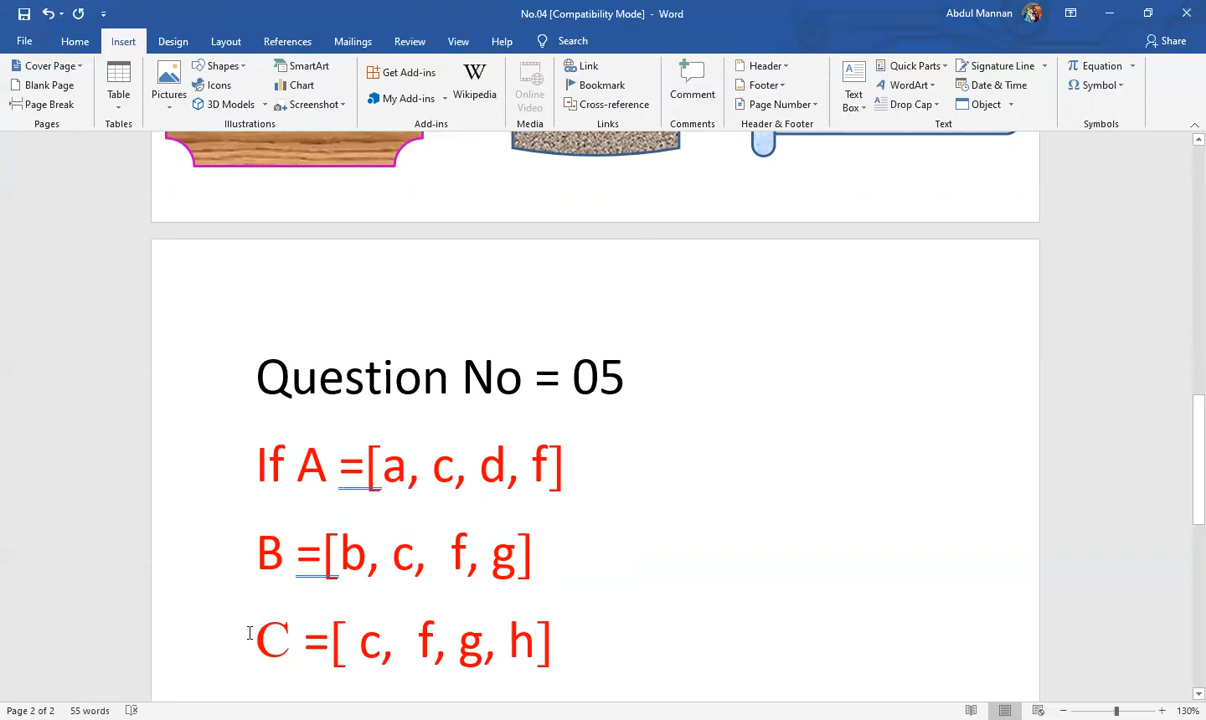 No.04 [Compatibility Mode] - Word
Abdul Mannan
File Home Insert Design Layout References Mailings Review View Help Search Share
Cover Page
Blank Page
Page Break
Pages
Table
Tables
Pictures
Shapes
Icons
3D Models
SmartArt
Chart
Screenshot
Illustrations
Get Add-ins
My Add-ins
Wikipedia
Add-ins
Online Video
Media
Link
Bookmark
Cross-reference
Links
Comment
Comments
Header
Footer
Page Number
Header & Footer
Text Box
Quick Parts
WordArt
Drop Cap
Signature Line
Date & Time
Object
Text
Equation
Symbol
Symbols
Question No = 05
If A =[a, c, d, f]
B =[b, c, f, g]
C =[ c, f, g, h]
Page 2 of 2 55 words 130%